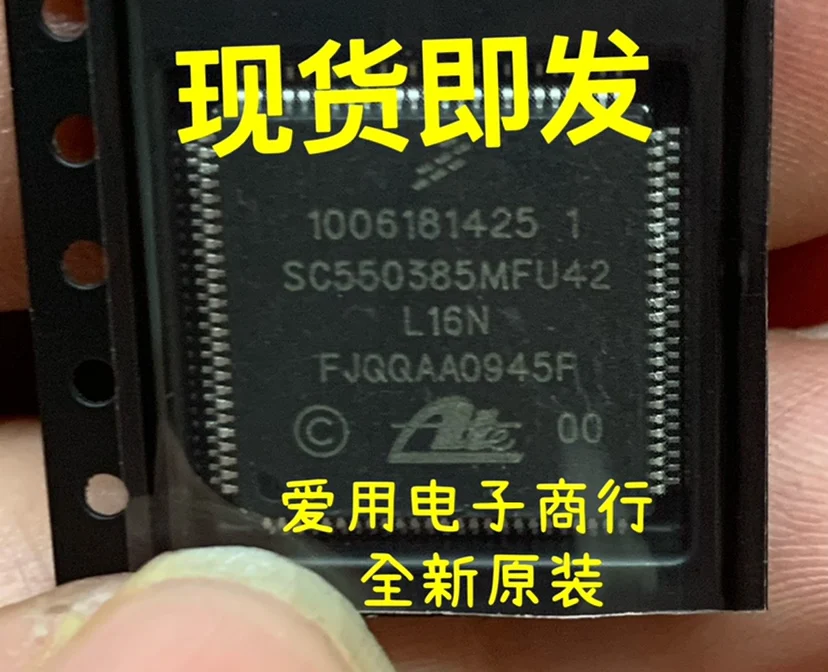 现货即发
1006181425 1
SC550385MFU42
L16N
FJQQAA0945F
© Ate 00
爱用电子商行
全新原装